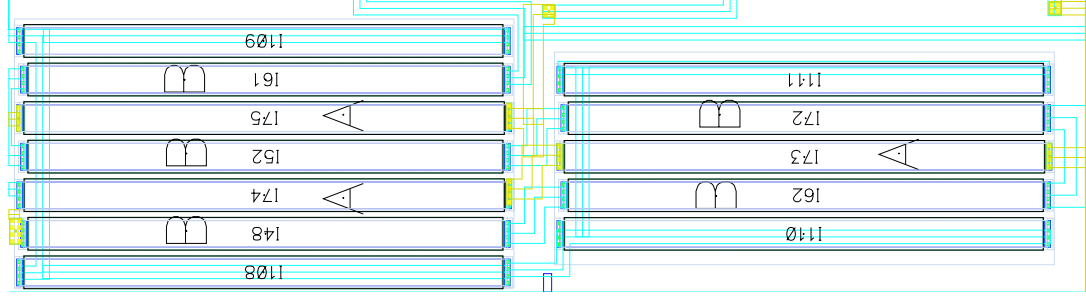 I109
B I61
I75 A
B I52
I74 A
B I48
I108
I111
B I72
I73 A
B I62
I110